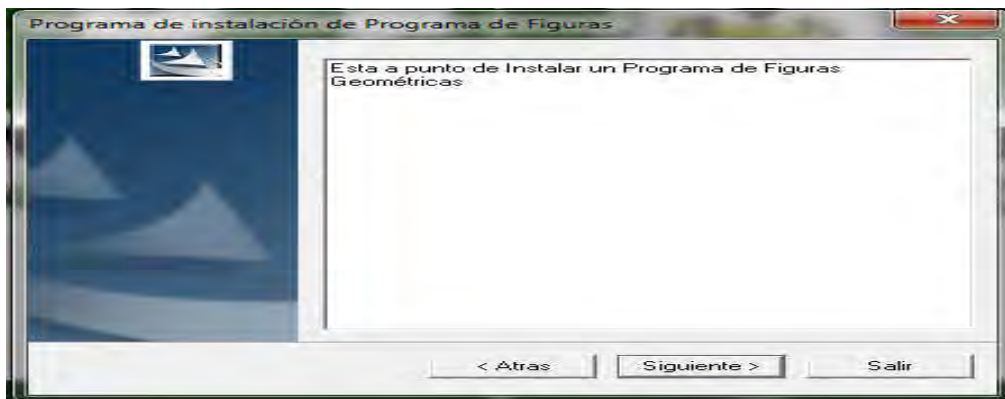 Programa de instalación de Programa de Figuras
Esta a punto de Instalar un Programa de Figuras
Geométricas
< Atras
Siguiente >
Salir